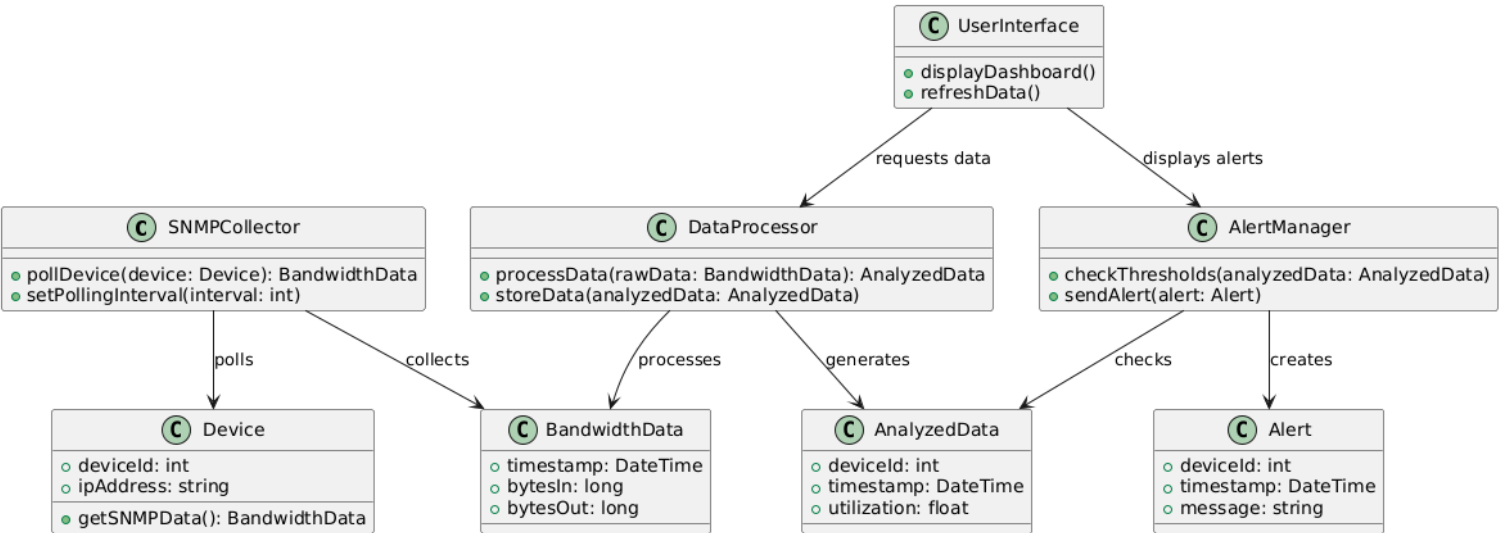 C UserInterface
displayDashboard()
refreshData()
requests data
displays alerts
C SNMPCollector
pollDevice(device: Device): BandwidthData
setPollingInterval(interval: int)
C DataProcessor
processData(rawData: BandwidthData): AnalyzedData
storeData(analyzedData: AnalyzedData)
C AlertManager
checkThresholds(analyzedData: AnalyzedData)
sendAlert(alert: Alert)
polls
collects
processes
generates
checks
creates
C Device
deviceId: int
ipAddress: string
getSNMPData(): BandwidthData
C BandwidthData
timestamp: DateTime
bytesIn: long
bytesOut: long
C AnalyzedData
deviceId: int
timestamp: DateTime
utilization: float
C Alert
deviceId: int
timestamp: DateTime
message: string